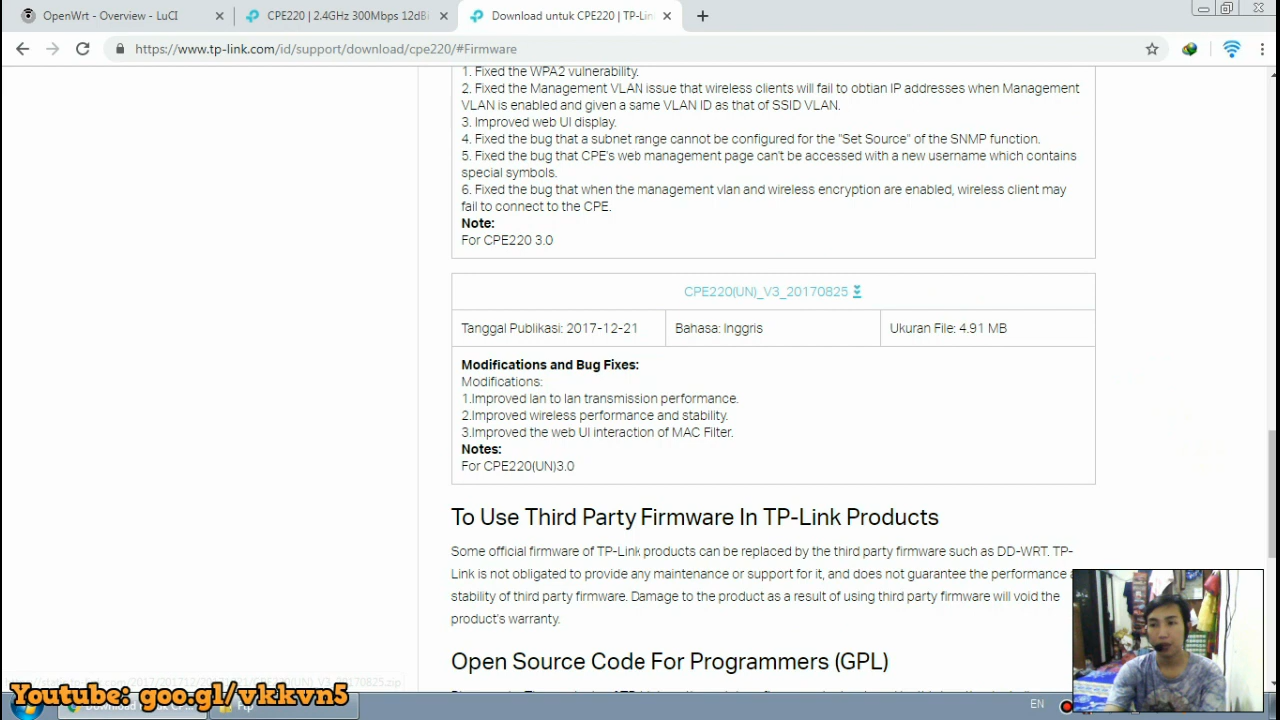 OpenWrt - Overview - LuCI
CPE220 | 2.4GHz 300Mbps 12dBi
Download untuk CPE220 | TP-Lin
https://www.tp-link.com/id/support/download/cpe220/#Firmware
1. Fixed the WPA2 vulnerability.
2. Fixed the Management VLAN issue that wireless clients will fail to obtian IP addresses when Management
VLAN is enabled and given a same VLAN ID as that of SSID VLAN.
3. Improved web UI display.
4. Fixed the bug that a subnet range cannot be configured for the "Set Source" of the SNMP function.
5. Fixed the bug that CPE's web management page can't be accessed with a new username which contains
special symbols.
6. Fixed the bug that when the management vlan and wireless encryption are enabled, wireless client may
fail to connect to the CPE.
Note:
For CPE220 3.0
CPE220(UN)_V3_20170825
Tanggal Publikasi: 2017-12-21
Bahasa: Inggris
Ukuran File: 4.91 MB
Modifications and Bug Fixes:
Modifications:
1.Improved lan to lan transmission performance.
2.Improved wireless performance and stability.
3.Improved the web UI interaction of MAC Filter.
Notes:
For CPE220(UN)3.0
To Use Third Party Firmware In TP-Link Products
Some official firmware of TP-Link products can be replaced by the third party firmware such as DD-WRT. TP-
Link is not obligated to provide any maintenance or support for it, and does not guarantee the performance
stability of third party firmware. Damage to the product as a result of using third party firmware will void the
product's warranty.
Open Source Code For Programmers (GPL)
Youtube: goo.gl/vkkvn5
EN